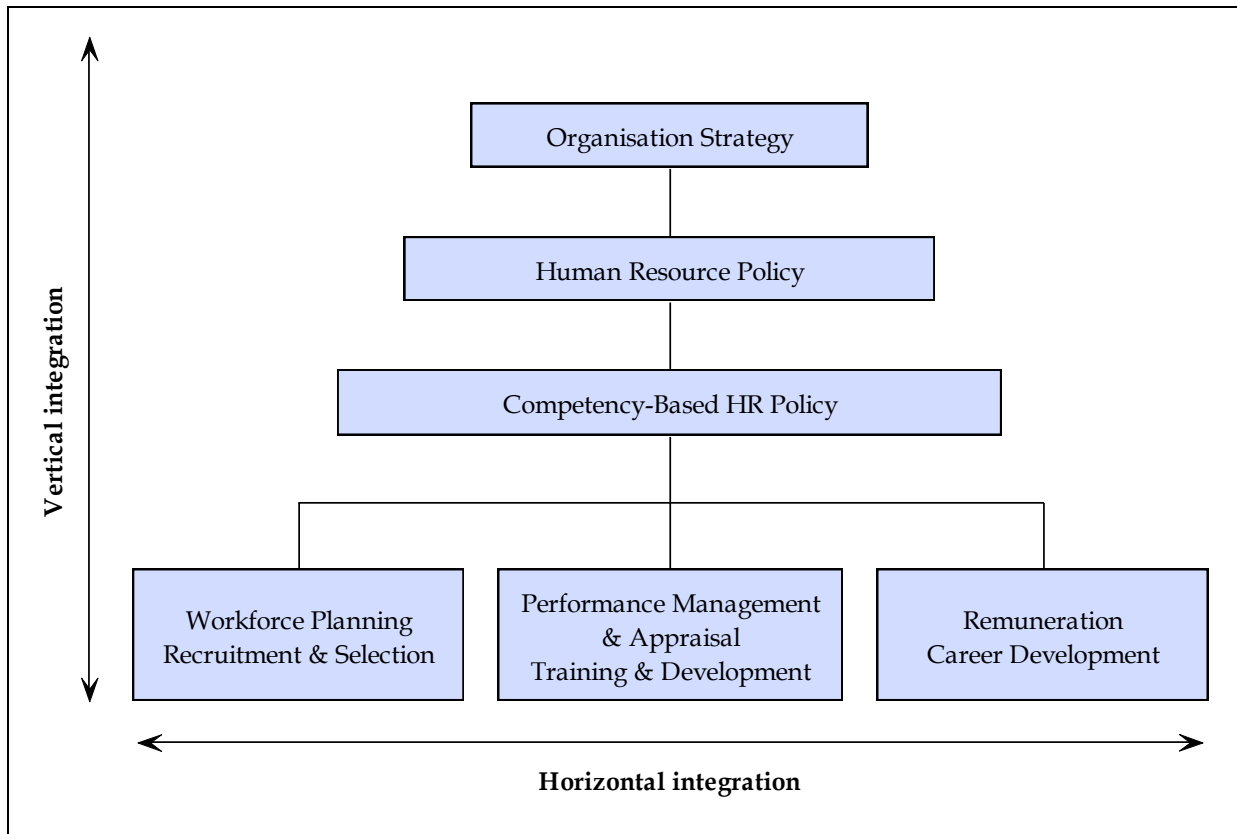 Organisation Strategy
Human Resource Policy
Competency-Based HR Policy
Vertical integration
Workforce Planning
Recruitment & Selection
Performance Management
& Appraisal
Training & Development
Remuneration
Career Development
Horizontal integration